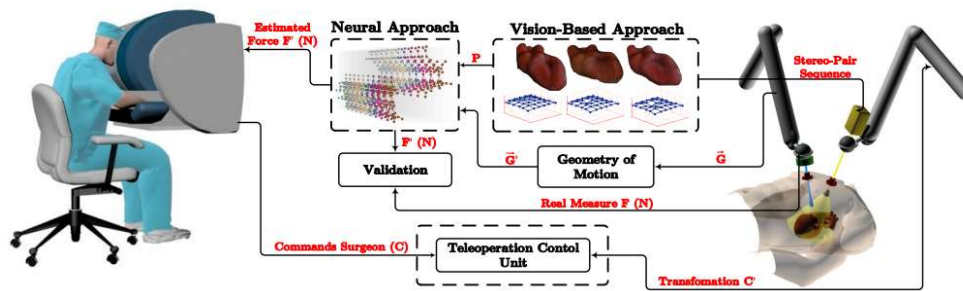 Neural Approach
Vision-Based Approach
Estimated
Force F' (N)
P
Stereo-Pair
Sequence
F' (N)
G⃗'
Geometry of
Motion
G⃗
Validation
Real Measure F (N)
Commands Surgeon (C)
Teleoperation Contol
Unit
Transfomation C'